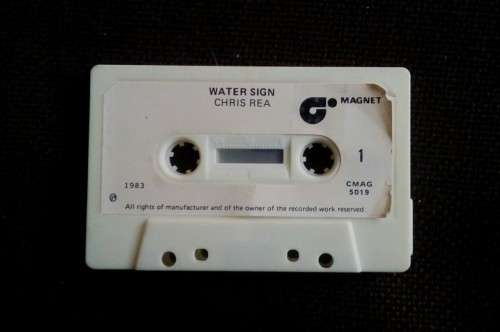 WATER SIGN
CHRIS REA
MAGNET
1
1983
CMAG
5019
℗
All rights of manufacturer and of the owner of the recorded work reserved